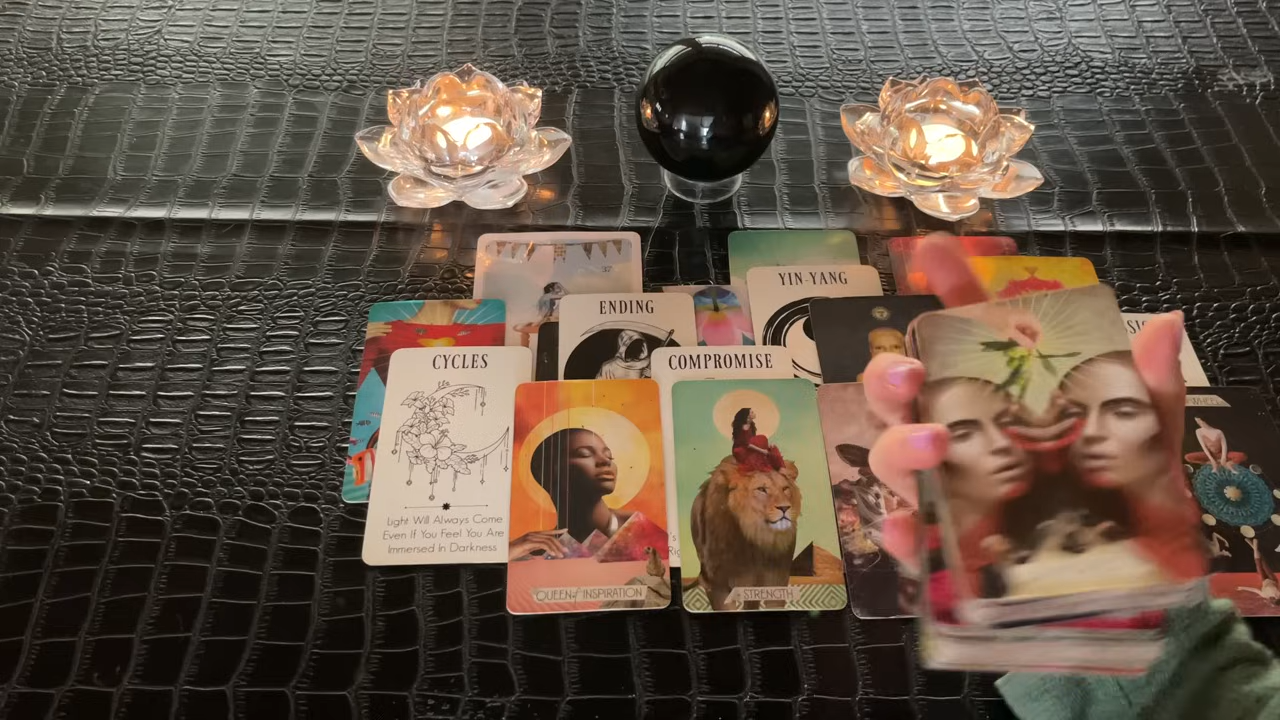 37
YIN-YANG
ENDING
CYCLES
COMPROMISE
Light Will Always Come
Even If You Feel You Are
Immersed In Darkness
QUEEN of INSPIRATION
STRENGTH